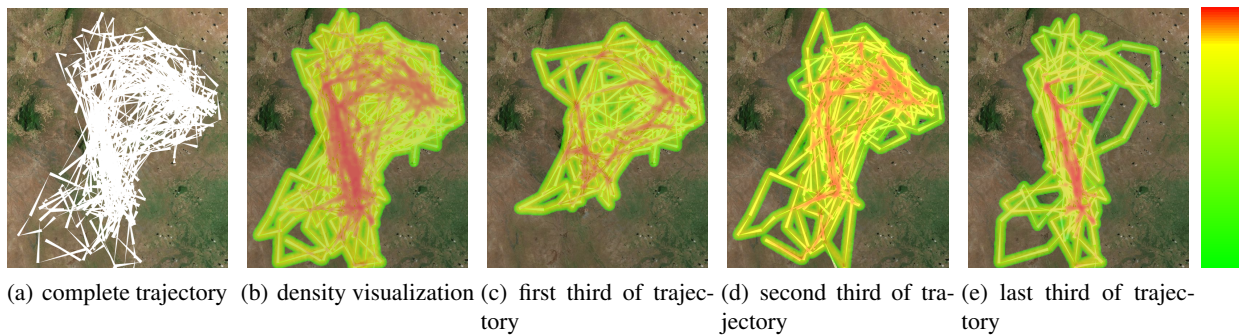 (a) complete trajectory
(b) density visualization
(c) first third of trajec-
tory
(d) second third of tra-
jectory
(e) last third of trajec-
tory